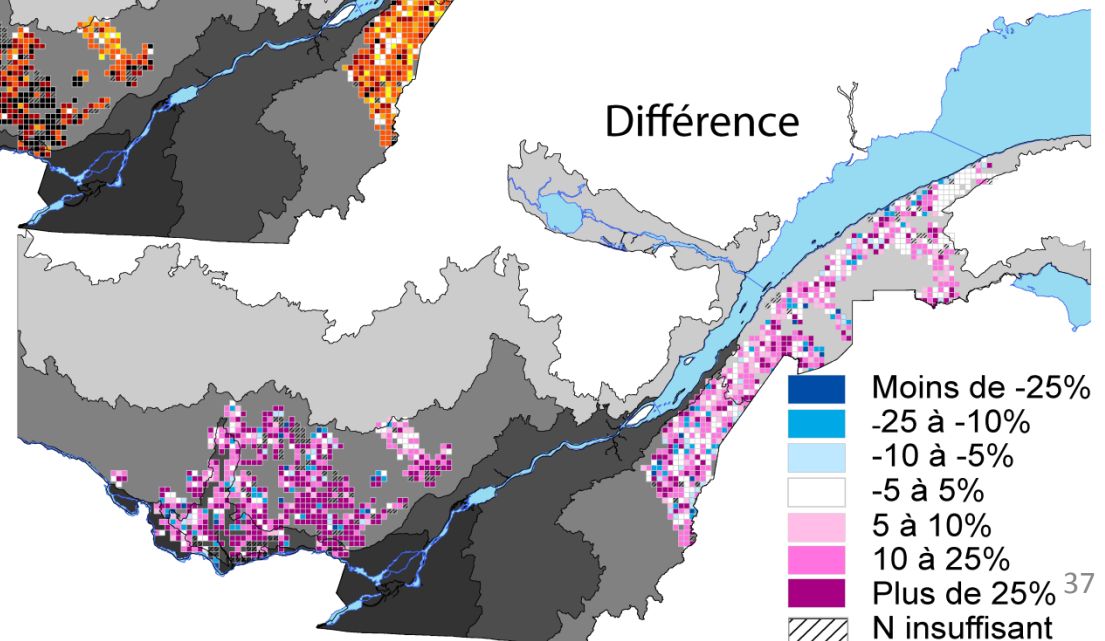 Différence
Moins de -25%
-25 à -10%
-10 à -5%
-5 à 5%
5 à 10%
10 à 25%
Plus de 25%
37
N insuffisant